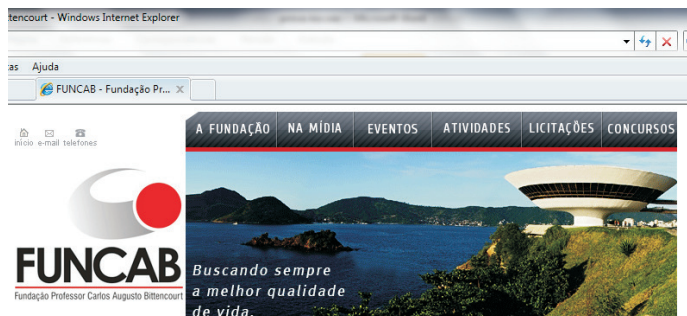 ttencourt - Windows Internet Explorer
as Ajuda
FUNCAB - Fundação Pr...
A FUNDAÇÃO NA MÍDIA EVENTOS ATIVIDADES LICITAÇÕES CONCURSOS
início e-mail telefones
FUNCAB
Fundação Professor Carlos Augusto Bittencourt
Buscando sempre
a melhor qualidade
de vida.